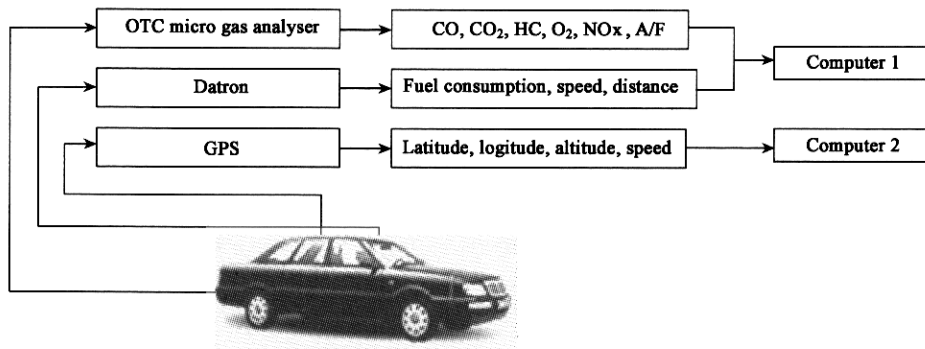 OTC micro gas analyser
CO, CO₂, HC, O₂, NOx, A/F
Computer 1
Datron
Fuel consumption, speed, distance
GPS
Latitude, logitude, altitude, speed
Computer 2